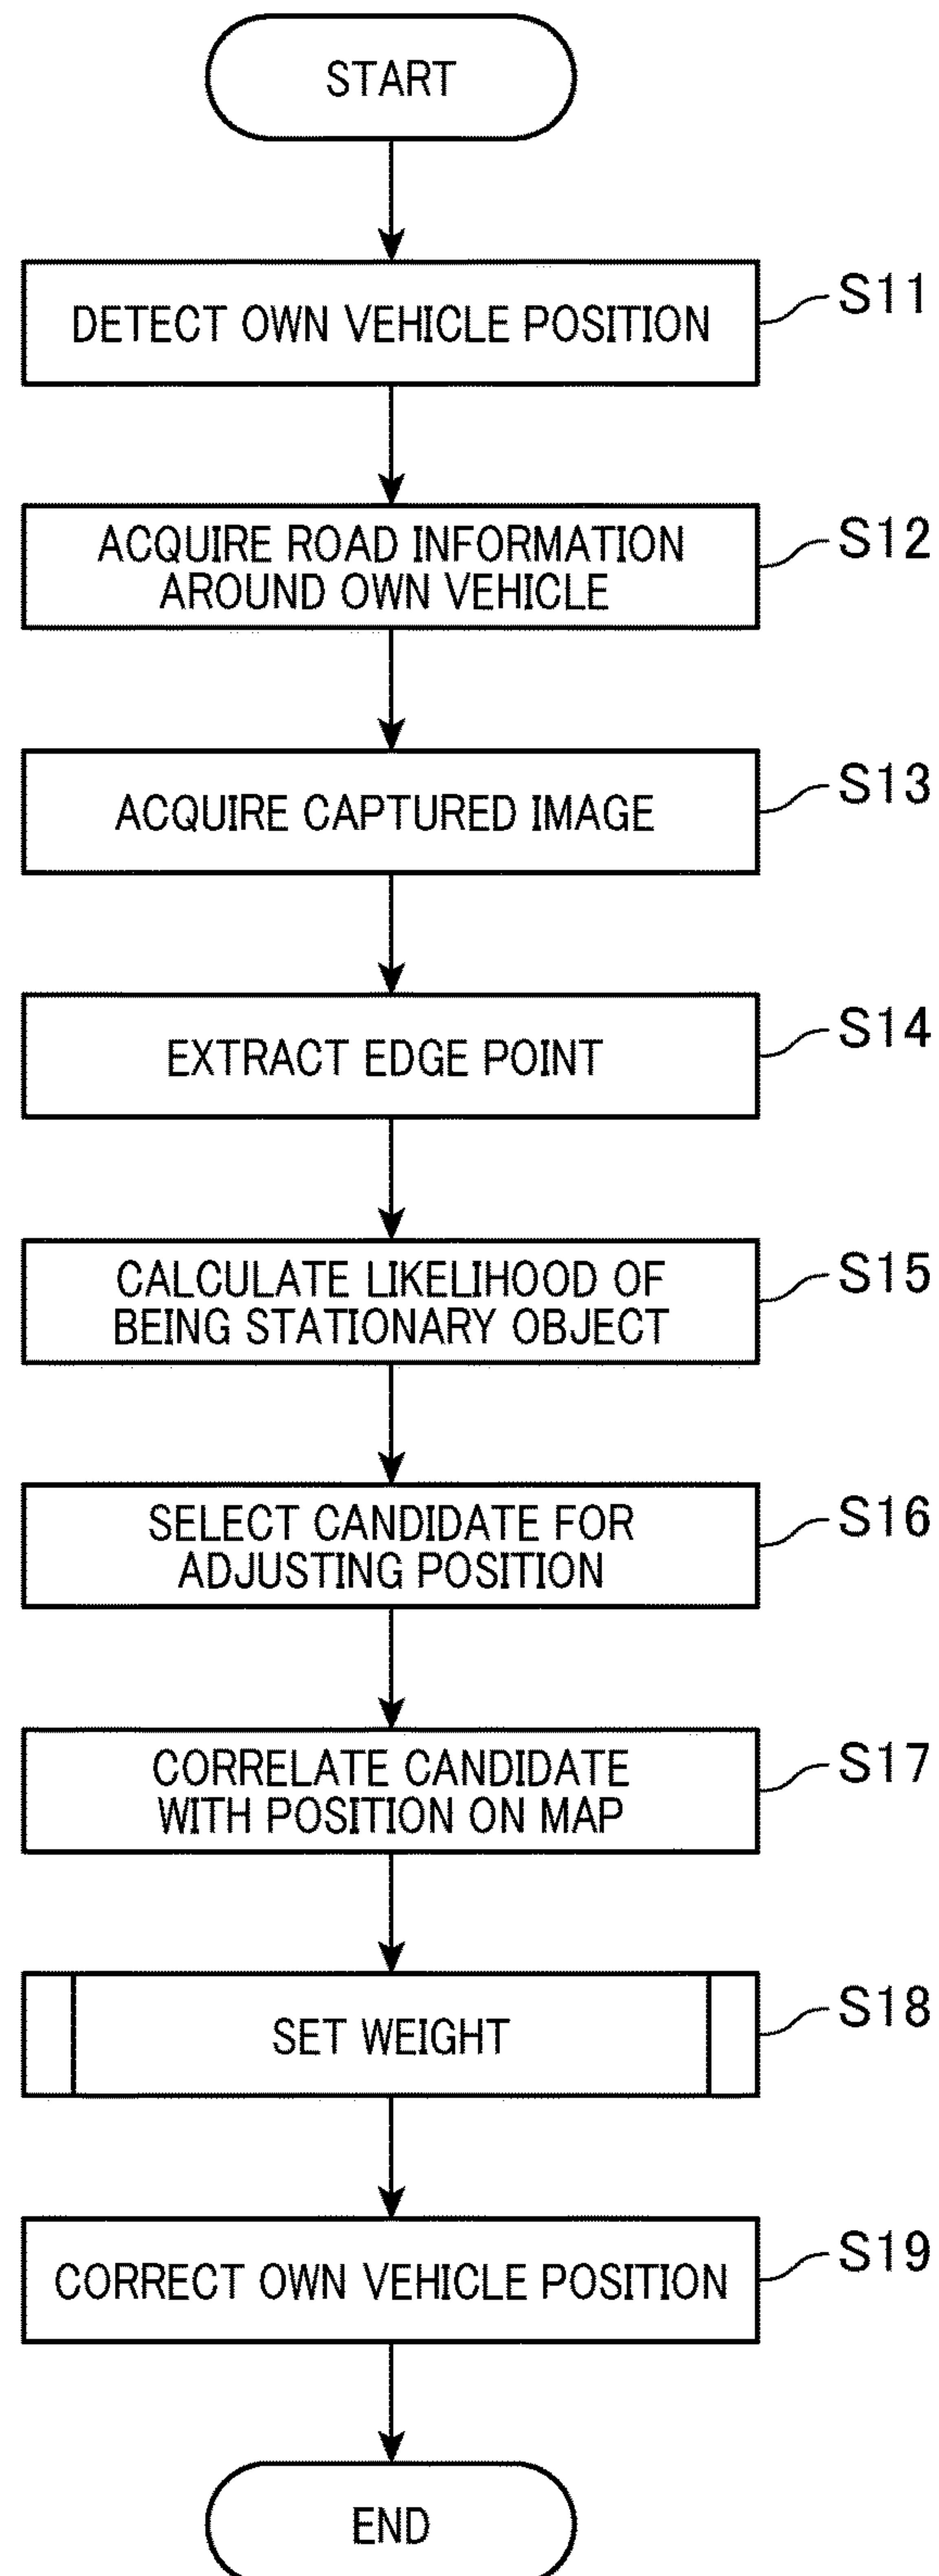 START
DETECT OWN VEHICLE POSITION
S11
ACQUIRE ROAD INFORMATION
AROUND OWN VEHICLE
S12
ACQUIRE CAPTURED IMAGE
S13
EXTRACT EDGE POINT
S14
CALCULATE LIKELIHOOD OF
BEING STATIONARY OBJECT
S15
SELECT CANDIDATE FOR
ADJUSTING POSITION
S16
CORRELATE CANDIDATE
WITH POSITION ON MAP
S17
SET WEIGHT
S18
CORRECT OWN VEHICLE POSITION
S19
END